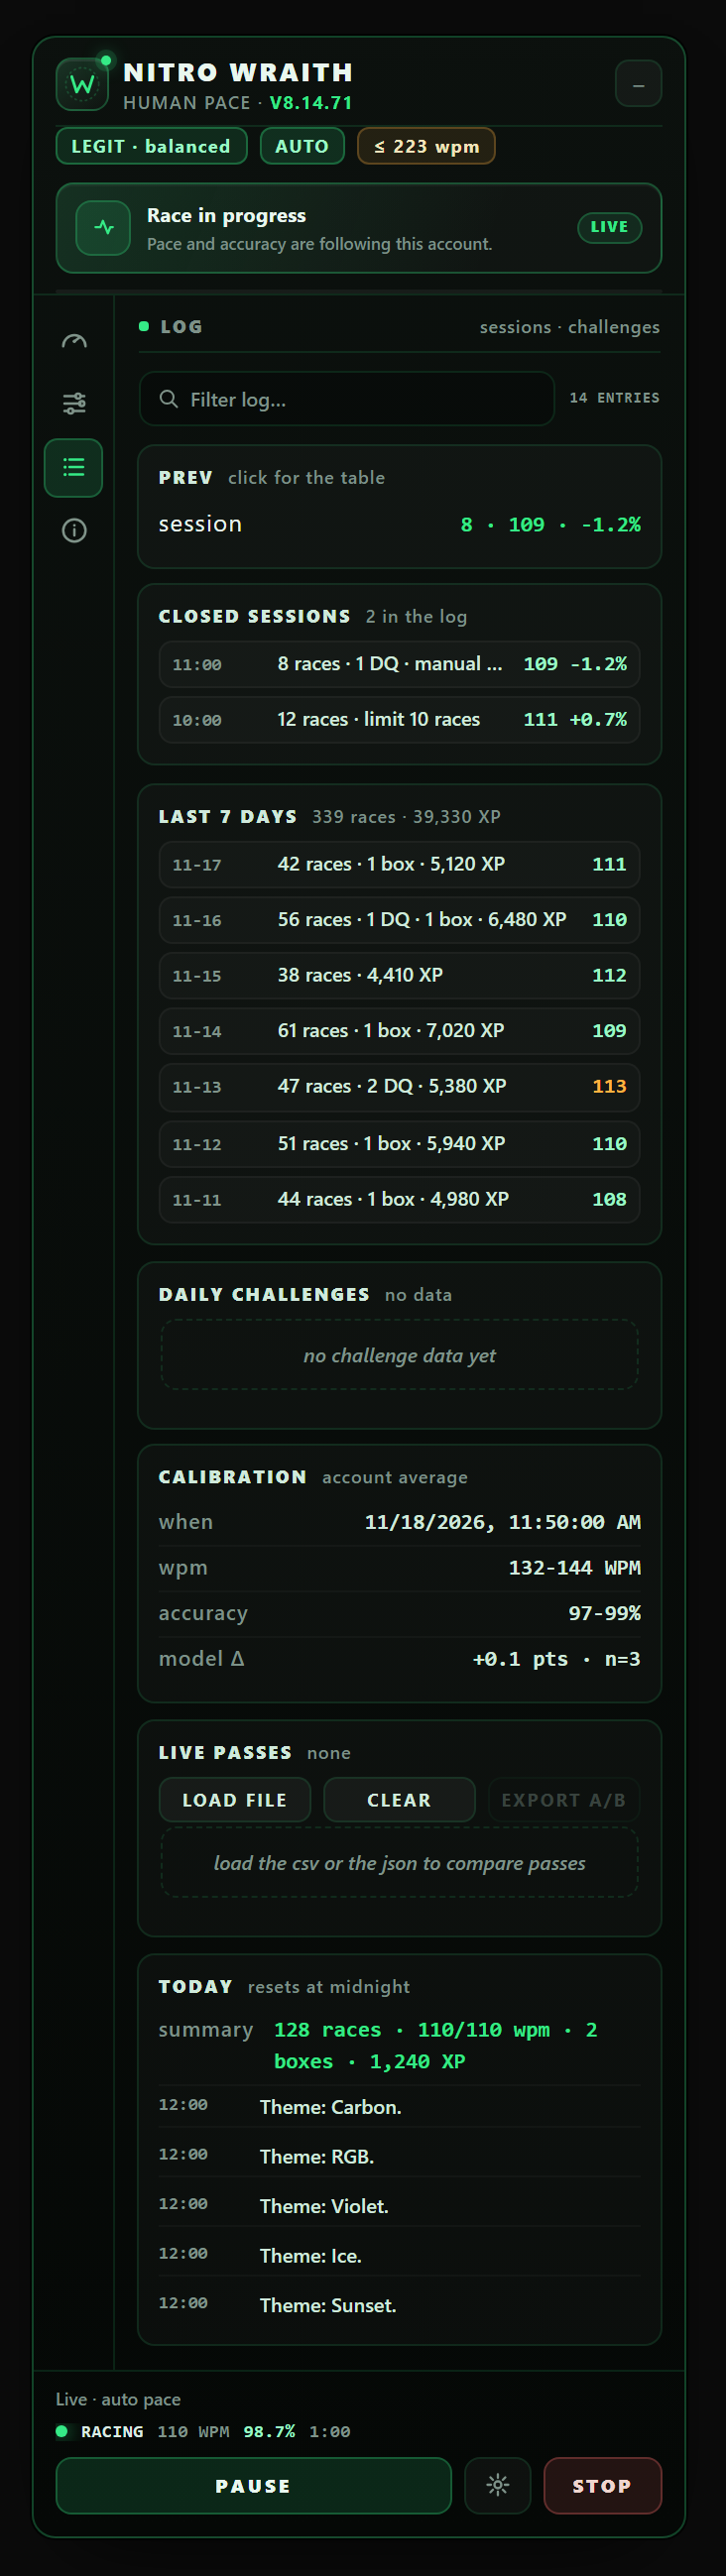 W
NITRO WRAITH
HUMAN PACE · V8.14.71
–
LEGIT · balanced
AUTO
≤ 223 wpm
Race in progress
Pace and accuracy are following this account.
LIVE
LOG
sessions · challenges
Filter log...
14 ENTRIES
PREV click for the table
session 8 · 109 · -1.2%
CLOSED SESSIONS 2 in the log
11:00 8 races · 1 DQ · manual ... 109 -1.2%
10:00 12 races · limit 10 races 111 +0.7%
LAST 7 DAYS 339 races · 39,330 XP
11-17 42 races · 1 box · 5,120 XP 111
11-16 56 races · 1 DQ · 1 box · 6,480 XP 110
11-15 38 races · 4,410 XP 112
11-14 61 races · 1 box · 7,020 XP 109
11-13 47 races · 2 DQ · 5,380 XP 113
11-12 51 races · 1 box · 5,940 XP 110
11-11 44 races · 1 box · 4,980 XP 108
DAILY CHALLENGES no data
no challenge data yet
CALIBRATION account average
when 11/18/2026, 11:50:00 AM
wpm 132-144 WPM
accuracy 97-99%
model Δ +0.1 pts · n=3
LIVE PASSES none
LOAD FILE CLEAR EXPORT A/B
load the csv or the json to compare passes
TODAY resets at midnight
summary 128 races · 110/110 wpm · 2
boxes · 1,240 XP
12:00 Theme: Carbon.
12:00 Theme: RGB.
12:00 Theme: Violet.
12:00 Theme: Ice.
12:00 Theme: Sunset.
Live · auto pace
RACING 110 WPM 98.7% 1:00
PAUSE STOP